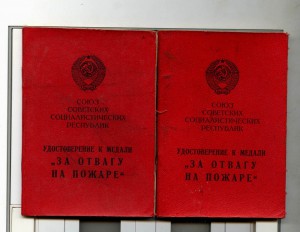 СОЮЗ
СОВЕТСКИХ
СОЦИАЛИСТИЧЕСКИХ
РЕСПУБЛИК
УДОСТОВЕРЕНИЕ К МЕДАЛИ
„ЗА ОТВАГУ
НА ПОЖАРЕ“
СОЮЗ
СОВЕТСКИХ
СОЦИАЛИСТИЧЕСКИХ
РЕСПУБЛИК
УДОСТОВЕРЕНИЕ К МЕДАЛИ
„ЗА ОТВАГУ
НА ПОЖАРЕ“